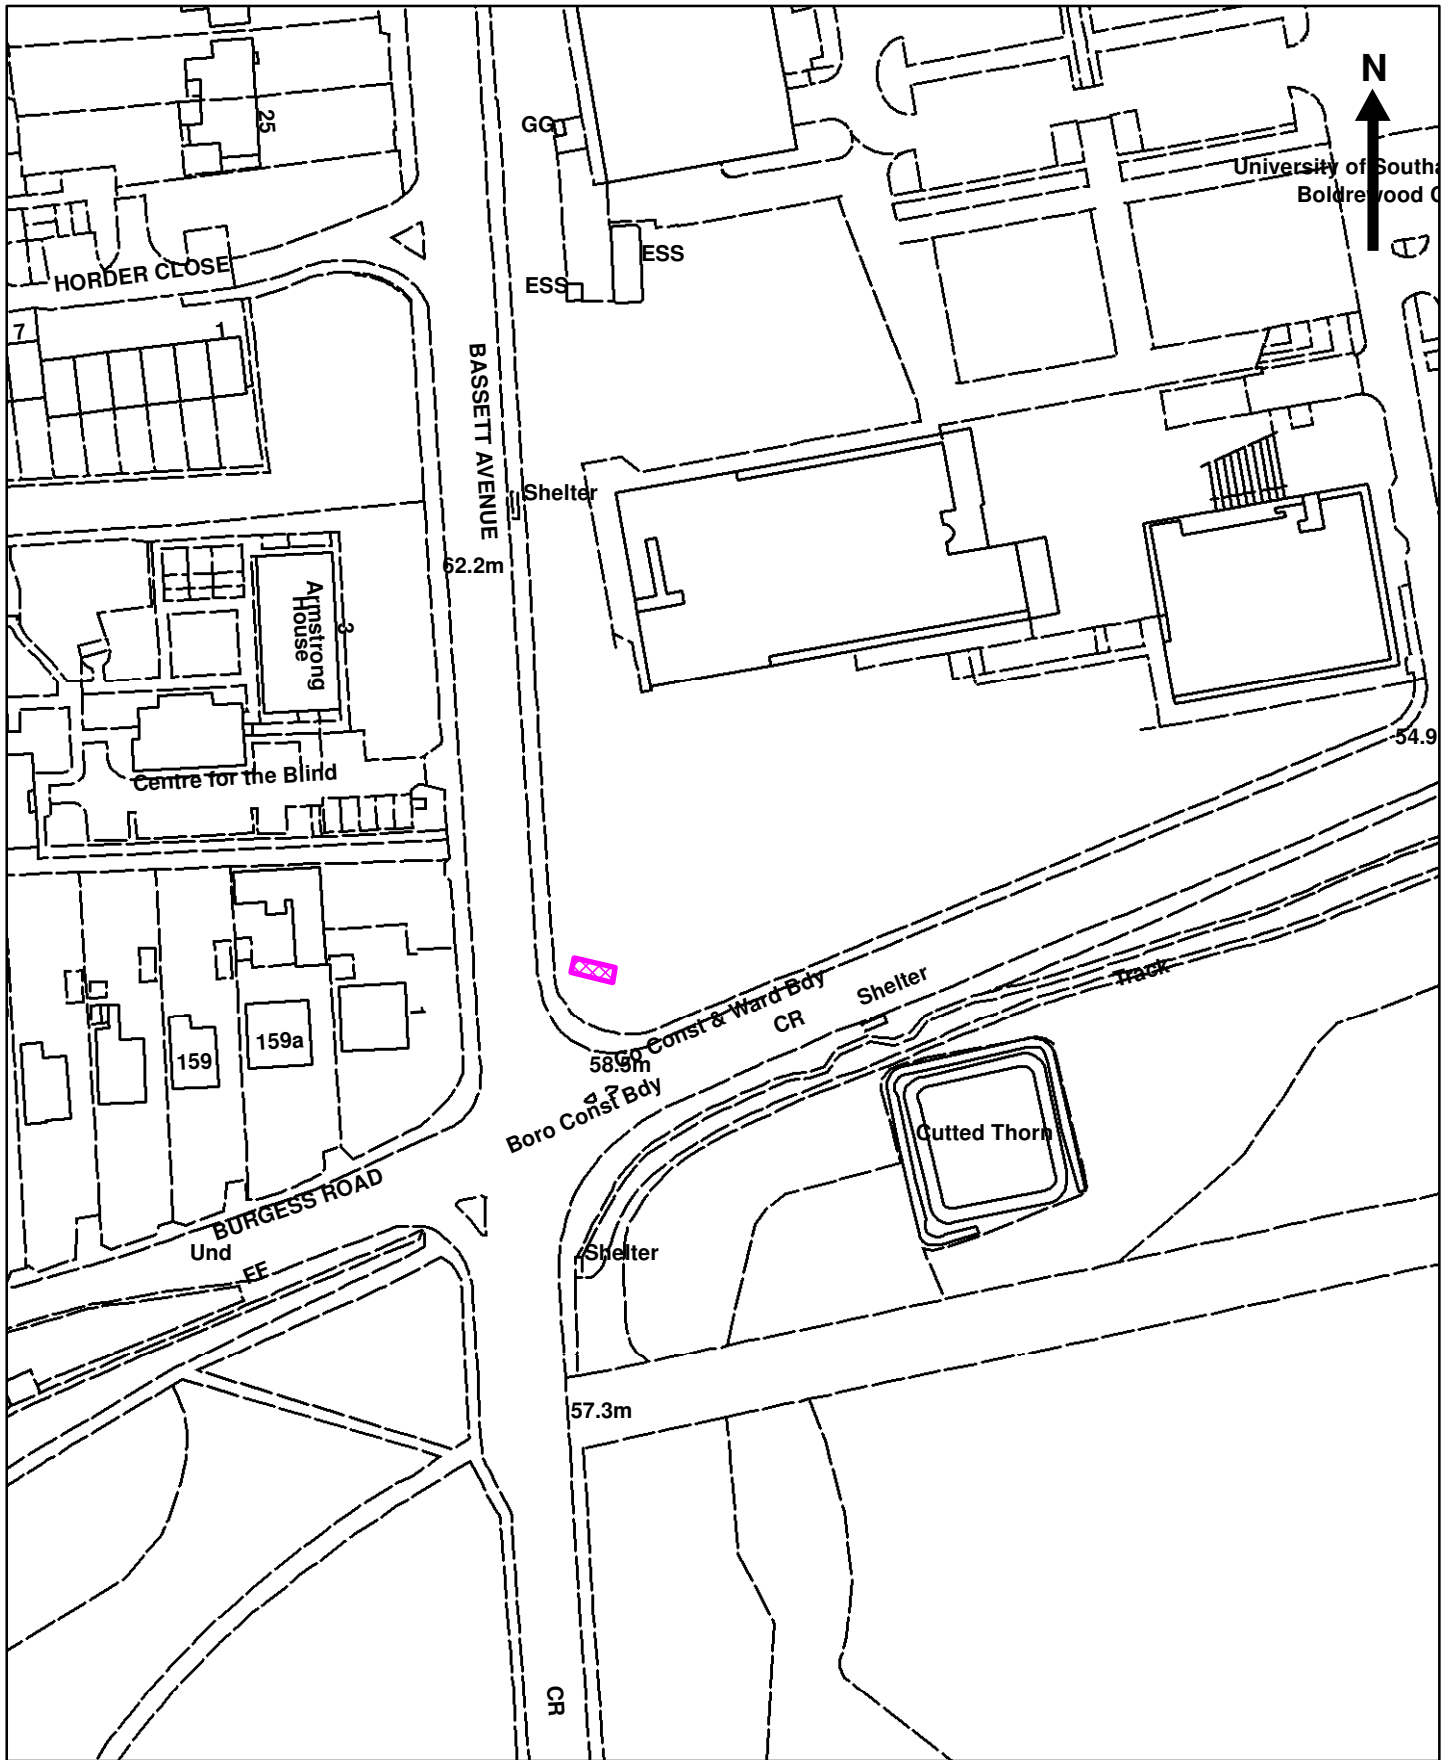 N
25
GG
University of Southa
Boldrewood C
ESS
HORDER CLOSE
ESS
7
1
BASSETT AVENUE
Shelter
62.2m
Armstrong
House
3
54.9
Centre for the Blind
Track
Shelter
Co Const & Ward Bdy
CR
1
159a
159
58.5m
Boro Const Bdy
Cutted Thorn
BURGESS ROAD
Und
Shelter
FF
57.3m
CR